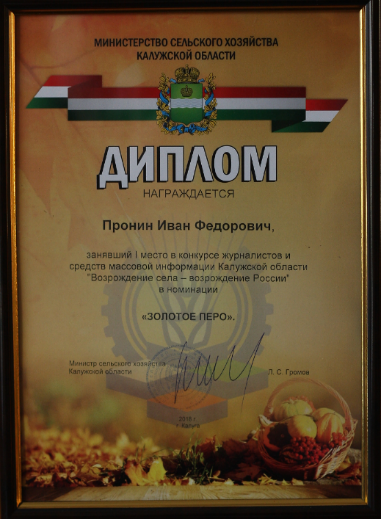 МИНИСТЕРСТВО СЕЛЬСКОГО ХОЗЯЙСТВА
КАЛУЖСКОЙ ОБЛАСТИ
ДИПЛОМ
НАГРАЖДАЕТСЯ
Пронин Иван Федорович,
занявший I место в конкурсе журналистов и
средств массовой информации Калужской области
"Возрождение села – возрождение России"
в номинации
«ЗОЛОТОЕ ПЕРО».
Министр сельского хозяйства
Калужской области
Л. С. Громов
г. Калуга